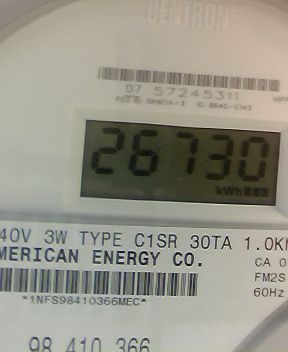 CENTRON®
07 57245311
26730
kWh
40V 3W TYPE C1SR 30TA 1.0K
MERICAN ENERGY CO.
CA 0
FM2S
60Hz
*1NFS98410366MEC*
98 410 366